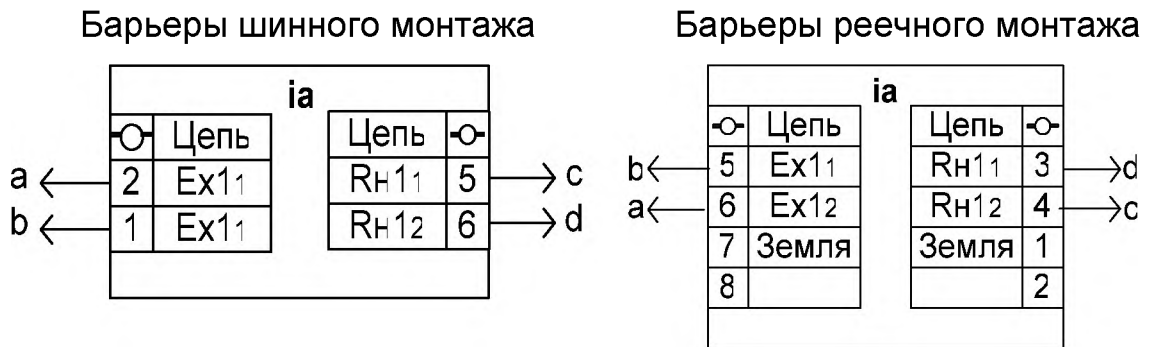 Барьеры шинного монтажа
ia
Цепь Цепь
a 2 Ex11 Rн11 5 c
b 1 Ex11 Rн12 6 d
Барьеры реечного монтажа
ia
Цепь Цепь
b 5 Ex11 Rн11 3 d
a 6 Ex12 Rн12 4 c
7 Земля Земля 1
8 2